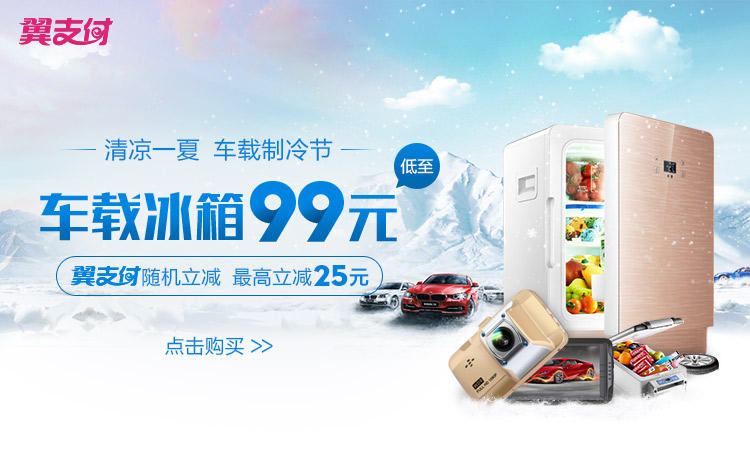 翼支付
清凉一夏 车载制冷节
低至
车载冰箱99元
翼支付随机立减 最高立减25元
点击购买 >>